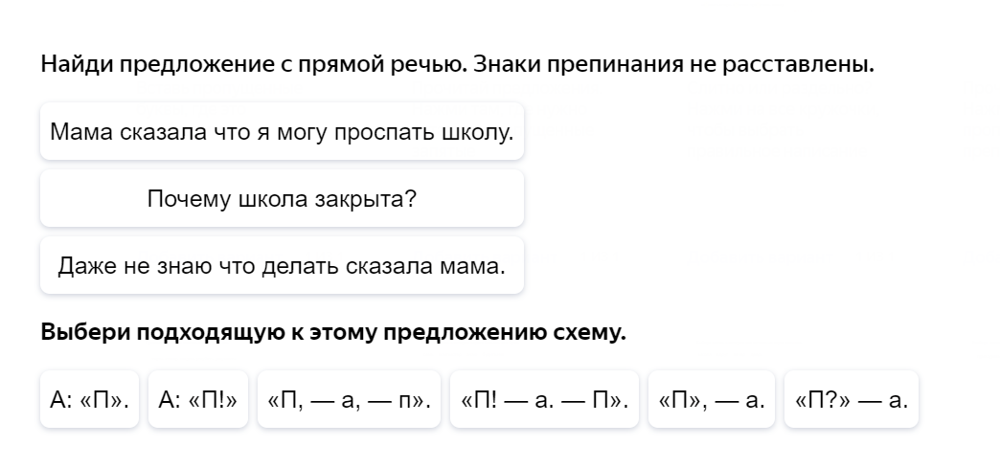 Найди предложение с прямой речью. Знаки препинания не расставлены.
Мама сказала что я могу проспать школу.
Почему школа закрыта?
Даже не знаю что делать сказала мама.
Выбери подходящую к этому предложению схему.
А: «П». А: «П!» «П, — а, — п». «П! — а. — П». «П», — а. «П?» — а.